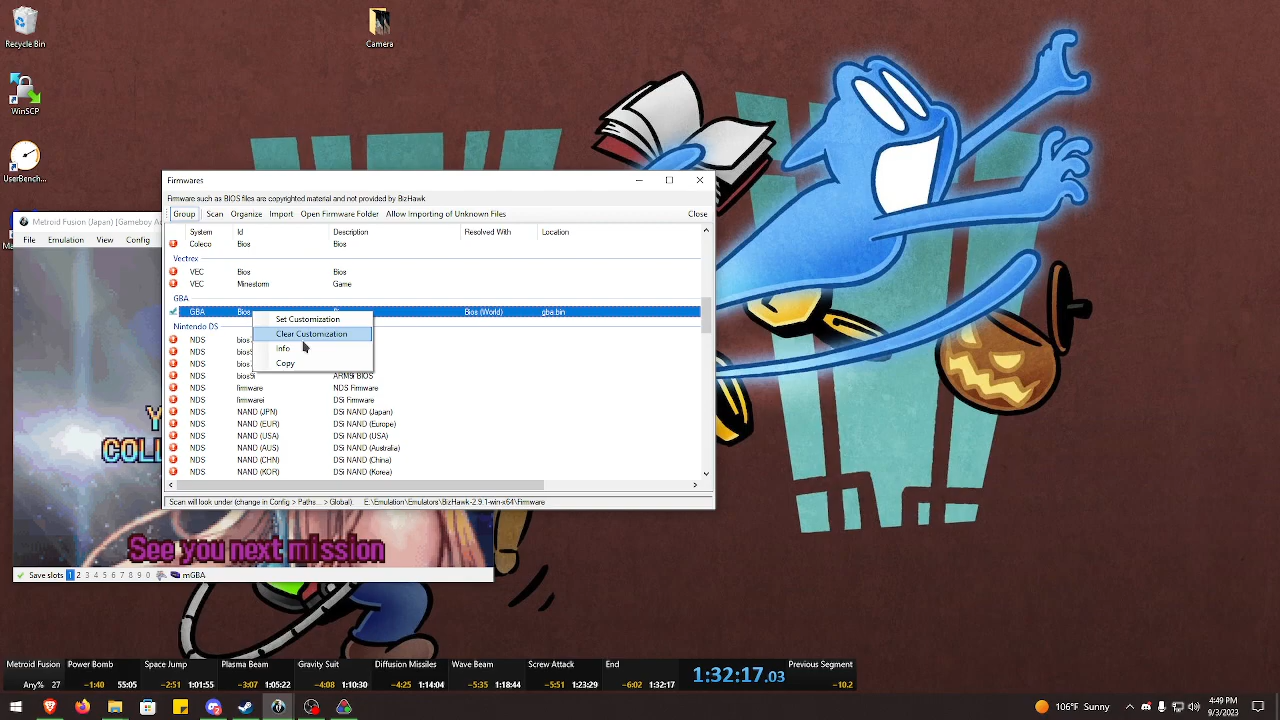 Recycle Bin
Camera
WinSCP
UserBench...
Firmwares
Firmware such as BIOS files are copyrighted material and not provided by BizHawk
Group Scan Organize Import Open Firmware Folder Allow Importing of Unknown Files Close
System Id Description Resolved With Location
Coleco Bios Bios
Vectrex
VEC Bios Bios
VEC Minestorm Game
GBA
GBA Bios Bios (World) gba.bin
Set Customization
Clear Customization
Info
Copy
Nintendo DS
NDS
NDS
NDS
NDS ARM9i BIOS
NDS firmware NDS Firmware
NDS firmwarei DSi Firmware
NDS NAND (JPN) DSi NAND (Japan)
NDS NAND (EUR) DSi NAND (Europe)
NDS NAND (USA) DSi NAND (USA)
NDS NAND (AUS) DSi NAND (Australia)
NDS NAND (CHN) DSi NAND (China)
NDS NAND (KOR) DSi NAND (Korea)
Scan will look under (change in Config > Paths... > Global). E:\Emulation\Emulators\BizHawk-2.9.1-win-x64\Firmware
Metroid Fusion (Japan) [Gameboy A
File Emulation View Config
COLL
See you next mission
Save slots 1 2 3 4 5 6 7 8 9 0 mGBA
Metroid Fusion Power Bomb Space Jump Plasma Beam Gravity Suit Diffusion Missiles Wave Beam Screw Attack End 1:32:17.03 Previous Segment
Any% 27 -1:40 55:05 -2:51 1:01:55 -3:07 1:05:22 -4:08 1:10:30 -4:25 1:14:04 -5:35 1:18:44 -5:51 1:23:29 -6:02 1:32:17 -10.2
106°F Sunny
4:49 PM
9/3/2023